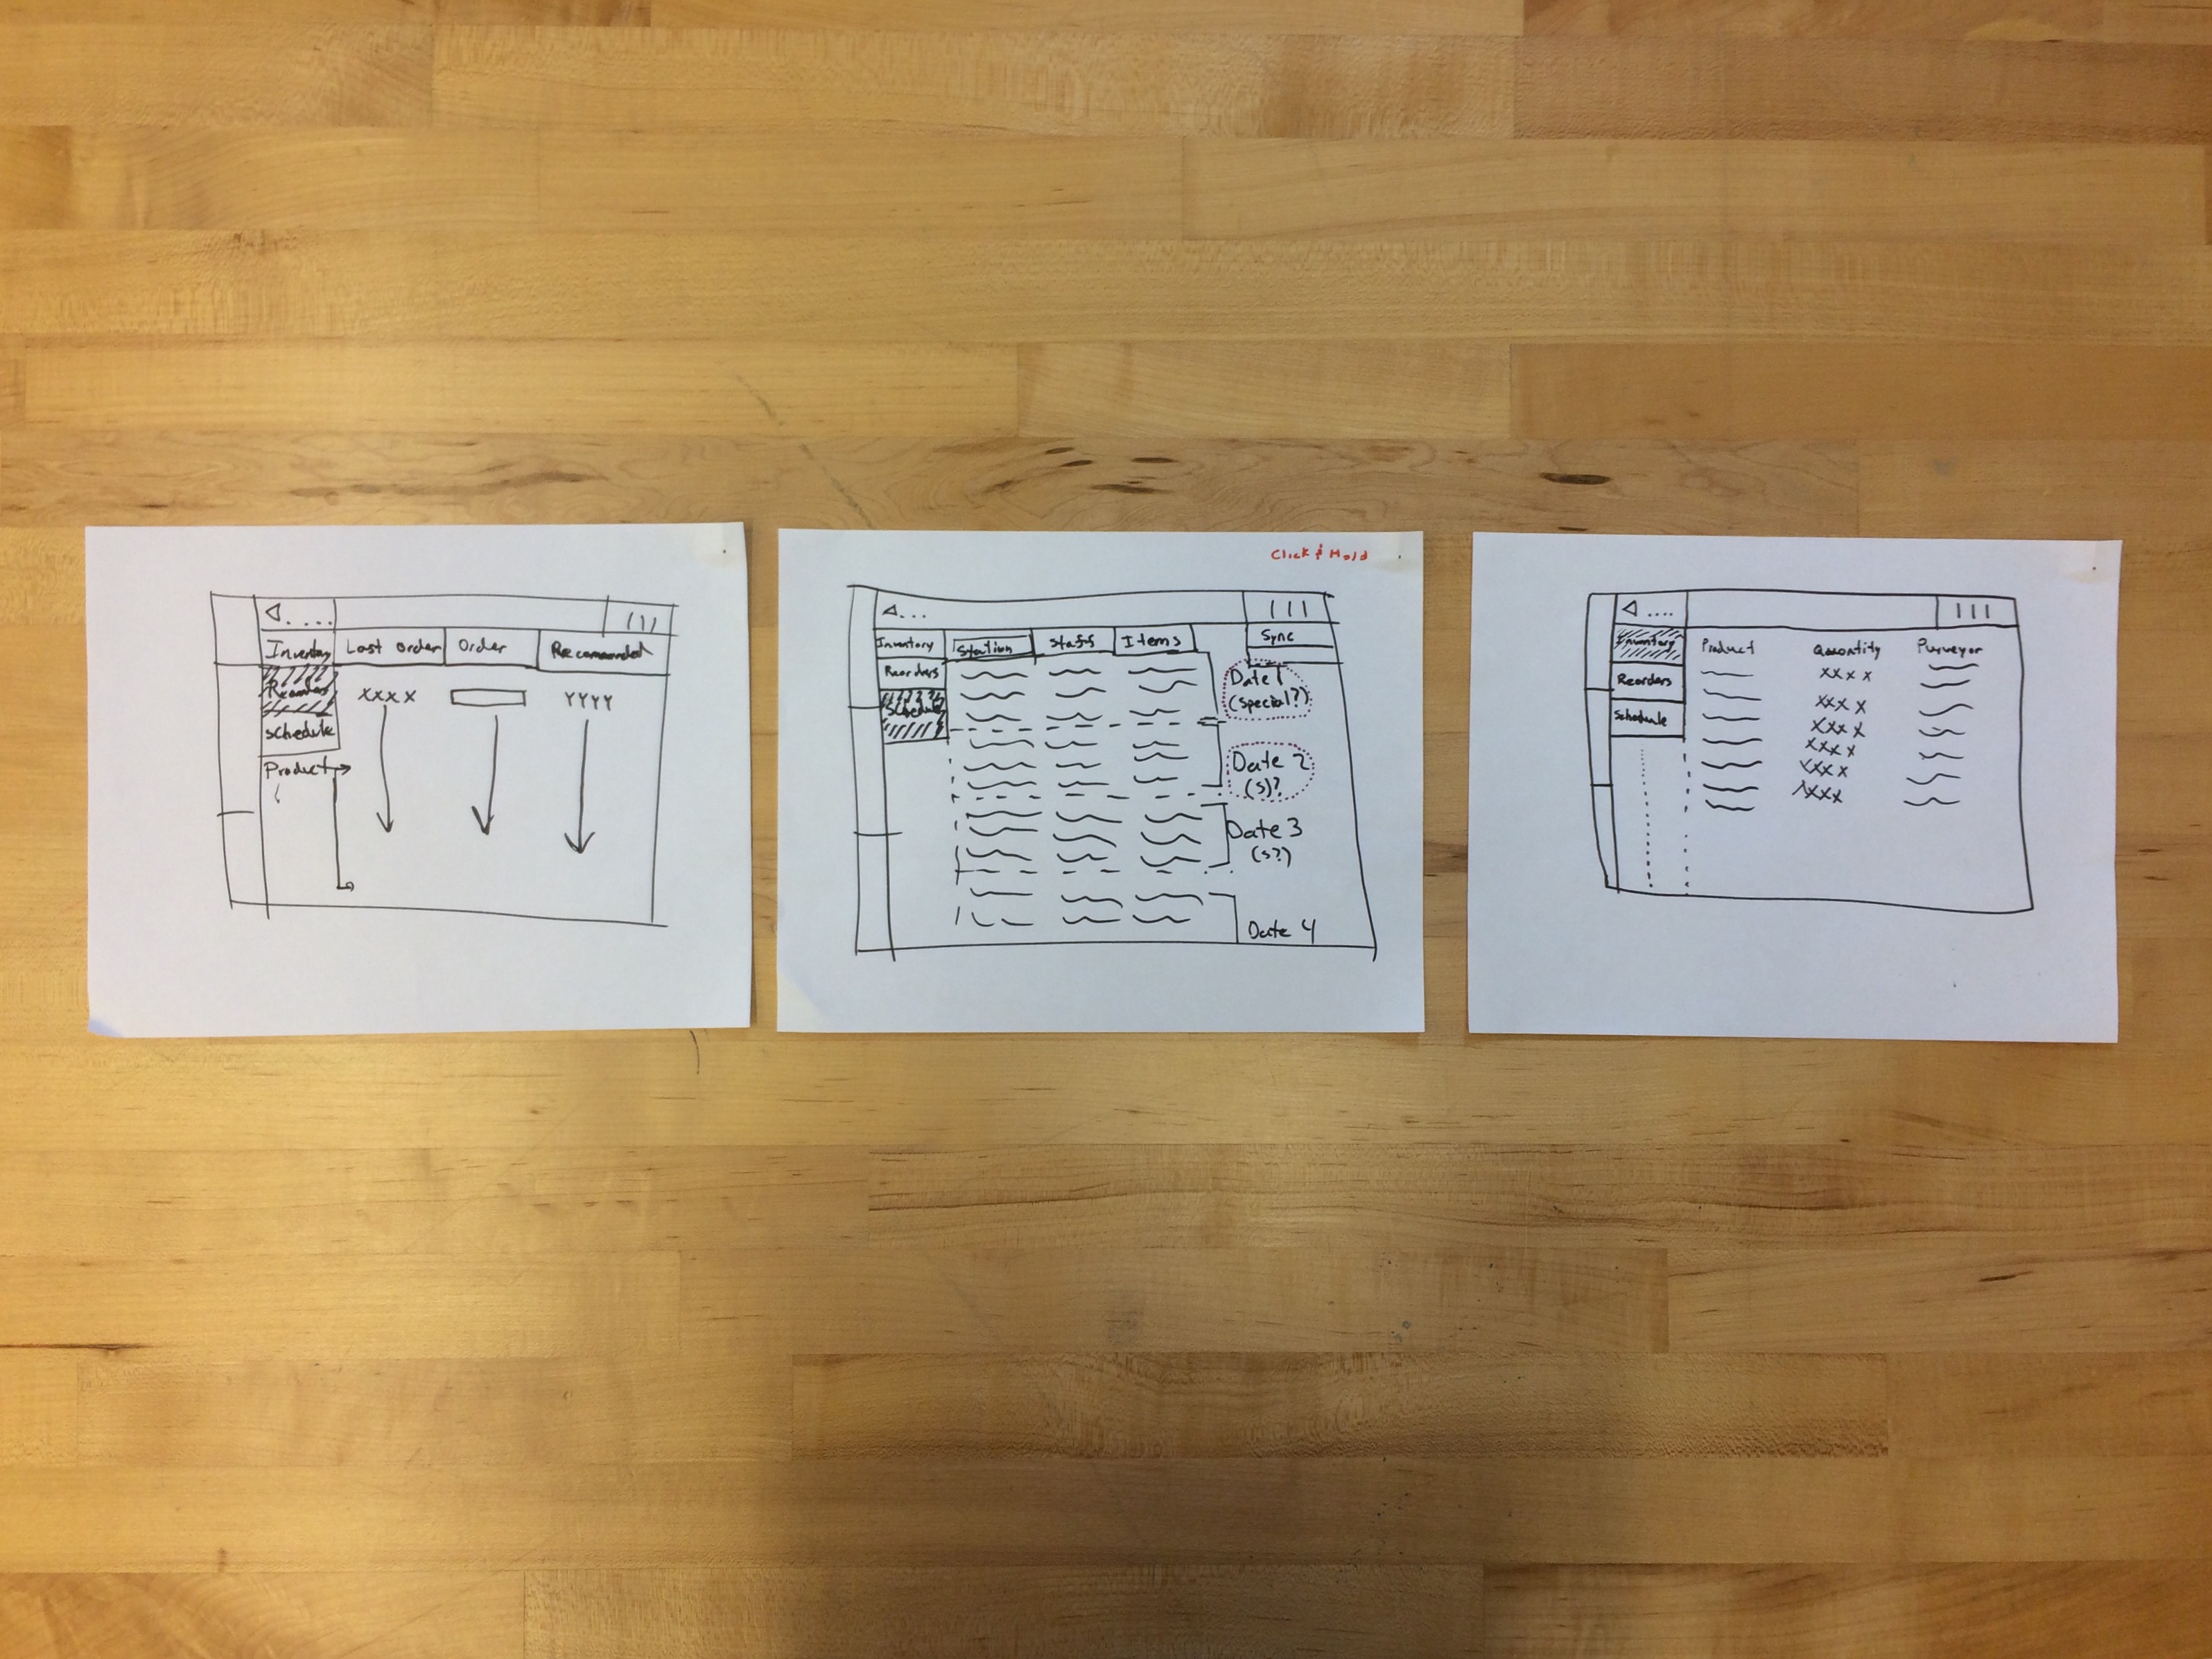 Inventory Last Order Order Recommended
Reorders xxxx YYYY
Schedule
Product
Click & Hold
Inventory Station Staff Items Sync
Reorders
Schedule
Date 1
(special?)
Date 2
(s)?
Date 3
(s?)
Date 4
Inventory Product Quantity Purveyor
Reorders
Schedule
xxxx
xxxx
xxxx
xxxx
xxxx
xxxx